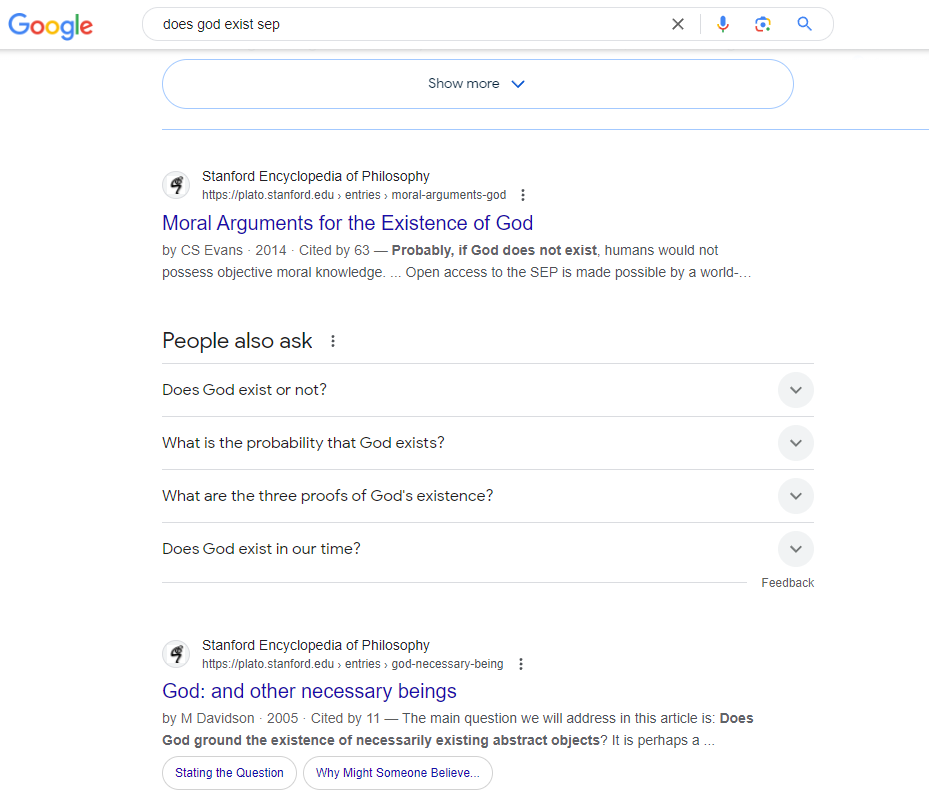 Google
does god exist sep
Show more
Stanford Encyclopedia of Philosophy
https://plato.stanford.edu › entries › moral-arguments-god
Moral Arguments for the Existence of God
by CS Evans · 2014 · Cited by 63 — Probably, if God does not exist, humans would not
possess objective moral knowledge. ... Open access to the SEP is made possible by a world-...
People also ask
Does God exist or not?
What is the probability that God exists?
What are the three proofs of God's existence?
Does God exist in our time?
Feedback
Stanford Encyclopedia of Philosophy
https://plato.stanford.edu › entries › god-necessary-being
God: and other necessary beings
by M Davidson · 2005 · Cited by 11 — The main question we will address in this article is: Does
God ground the existence of necessarily existing abstract objects? It is perhaps a ...
Stating the Question
Why Might Someone Believe...